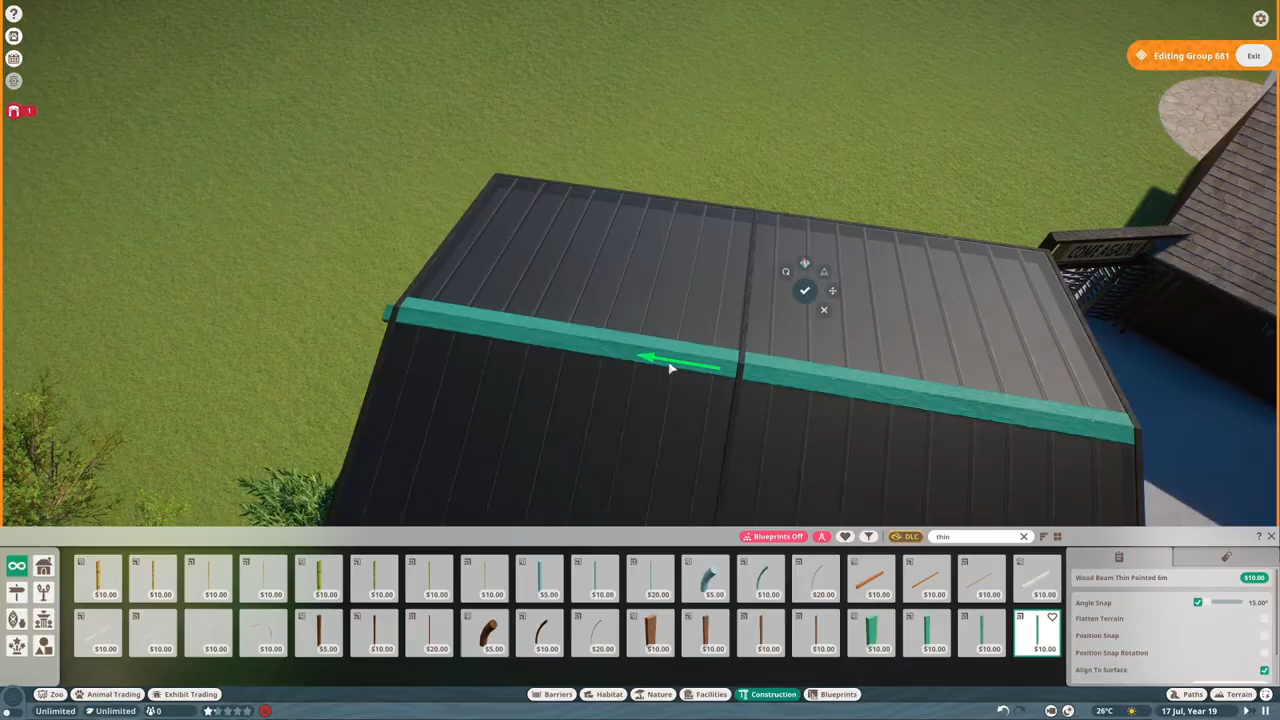 Editing Group 681 Exit
1
COME AGAIN!
Blueprints Off DLC thin
$10.00 $10.00 $10.00 $10.00 $10.00 $10.00 $10.00 $10.00 $5.00 $10.00 $20.00 $5.00 $10.00 $20.00 $10.00 $10.00 $10.00 $10.00
$10.00 $10.00 $10.00 $10.00 $5.00 $10.00 $20.00 $5.00 $10.00 $20.00 $10.00 $10.00 $10.00 $10.00 $10.00 $10.00 $10.00 $10.00
Wood Beam Thin Painted 6m $10.00
Angle Snap 15.00°
Flatten Terrain
Position Snap
Position Snap Rotation
Align To Surface
Zoo Animal Trading Exhibit Trading Barriers Habitat Nature Facilities Construction Blueprints Paths Terrain
Unlimited Unlimited 0 26°C 17 Jul, Year 19